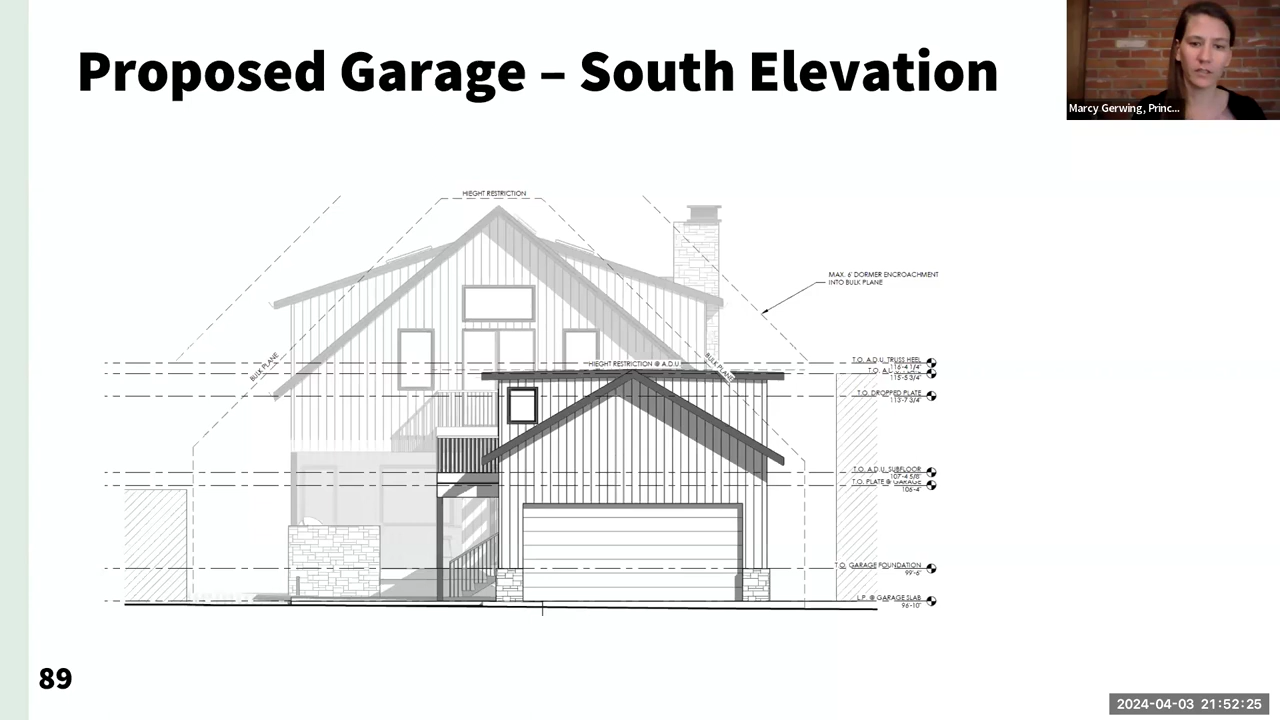 Proposed Garage – South Elevation
Marcy Gerwing, Princ...
HIEGHT RESTRICTION
MAX. 6' DORMER ENCROACHMENT
INTO BULK PLANE
BULK PLANE
HIEGHT RESTRICTION @ A.D.U.
BULK PLANE
T.O. A.D.U. TRUSS HEEL
116'-4 1/4"
115'-5 3/4"
T.O. DROPPED PLATE
113'-7 3/4"
T.O. A.D.U. SUBFLOOR
107'-4 5/8"
T.O. PLATE @ GARAGE
106'-4"
T.O. GARAGE FOUNDATION
99'-6"
L.P. @ GARAGE SLAB
96'-10"
89
2024-04-03 21:52:25